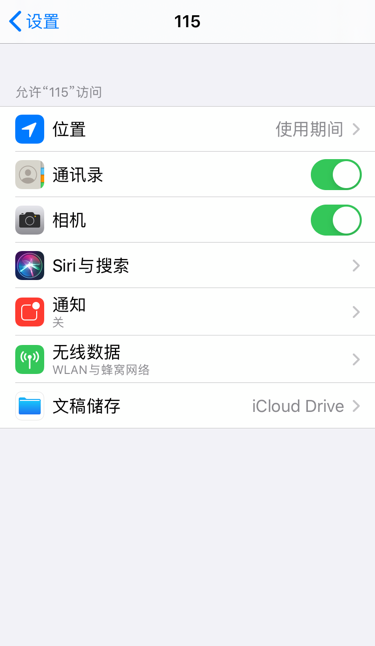 设置
115
允许“115”访问
位置
使用期间
通讯录
相机
Siri与搜索
通知
关
无线数据
WLAN与蜂窝网络
文稿储存
iCloud Drive